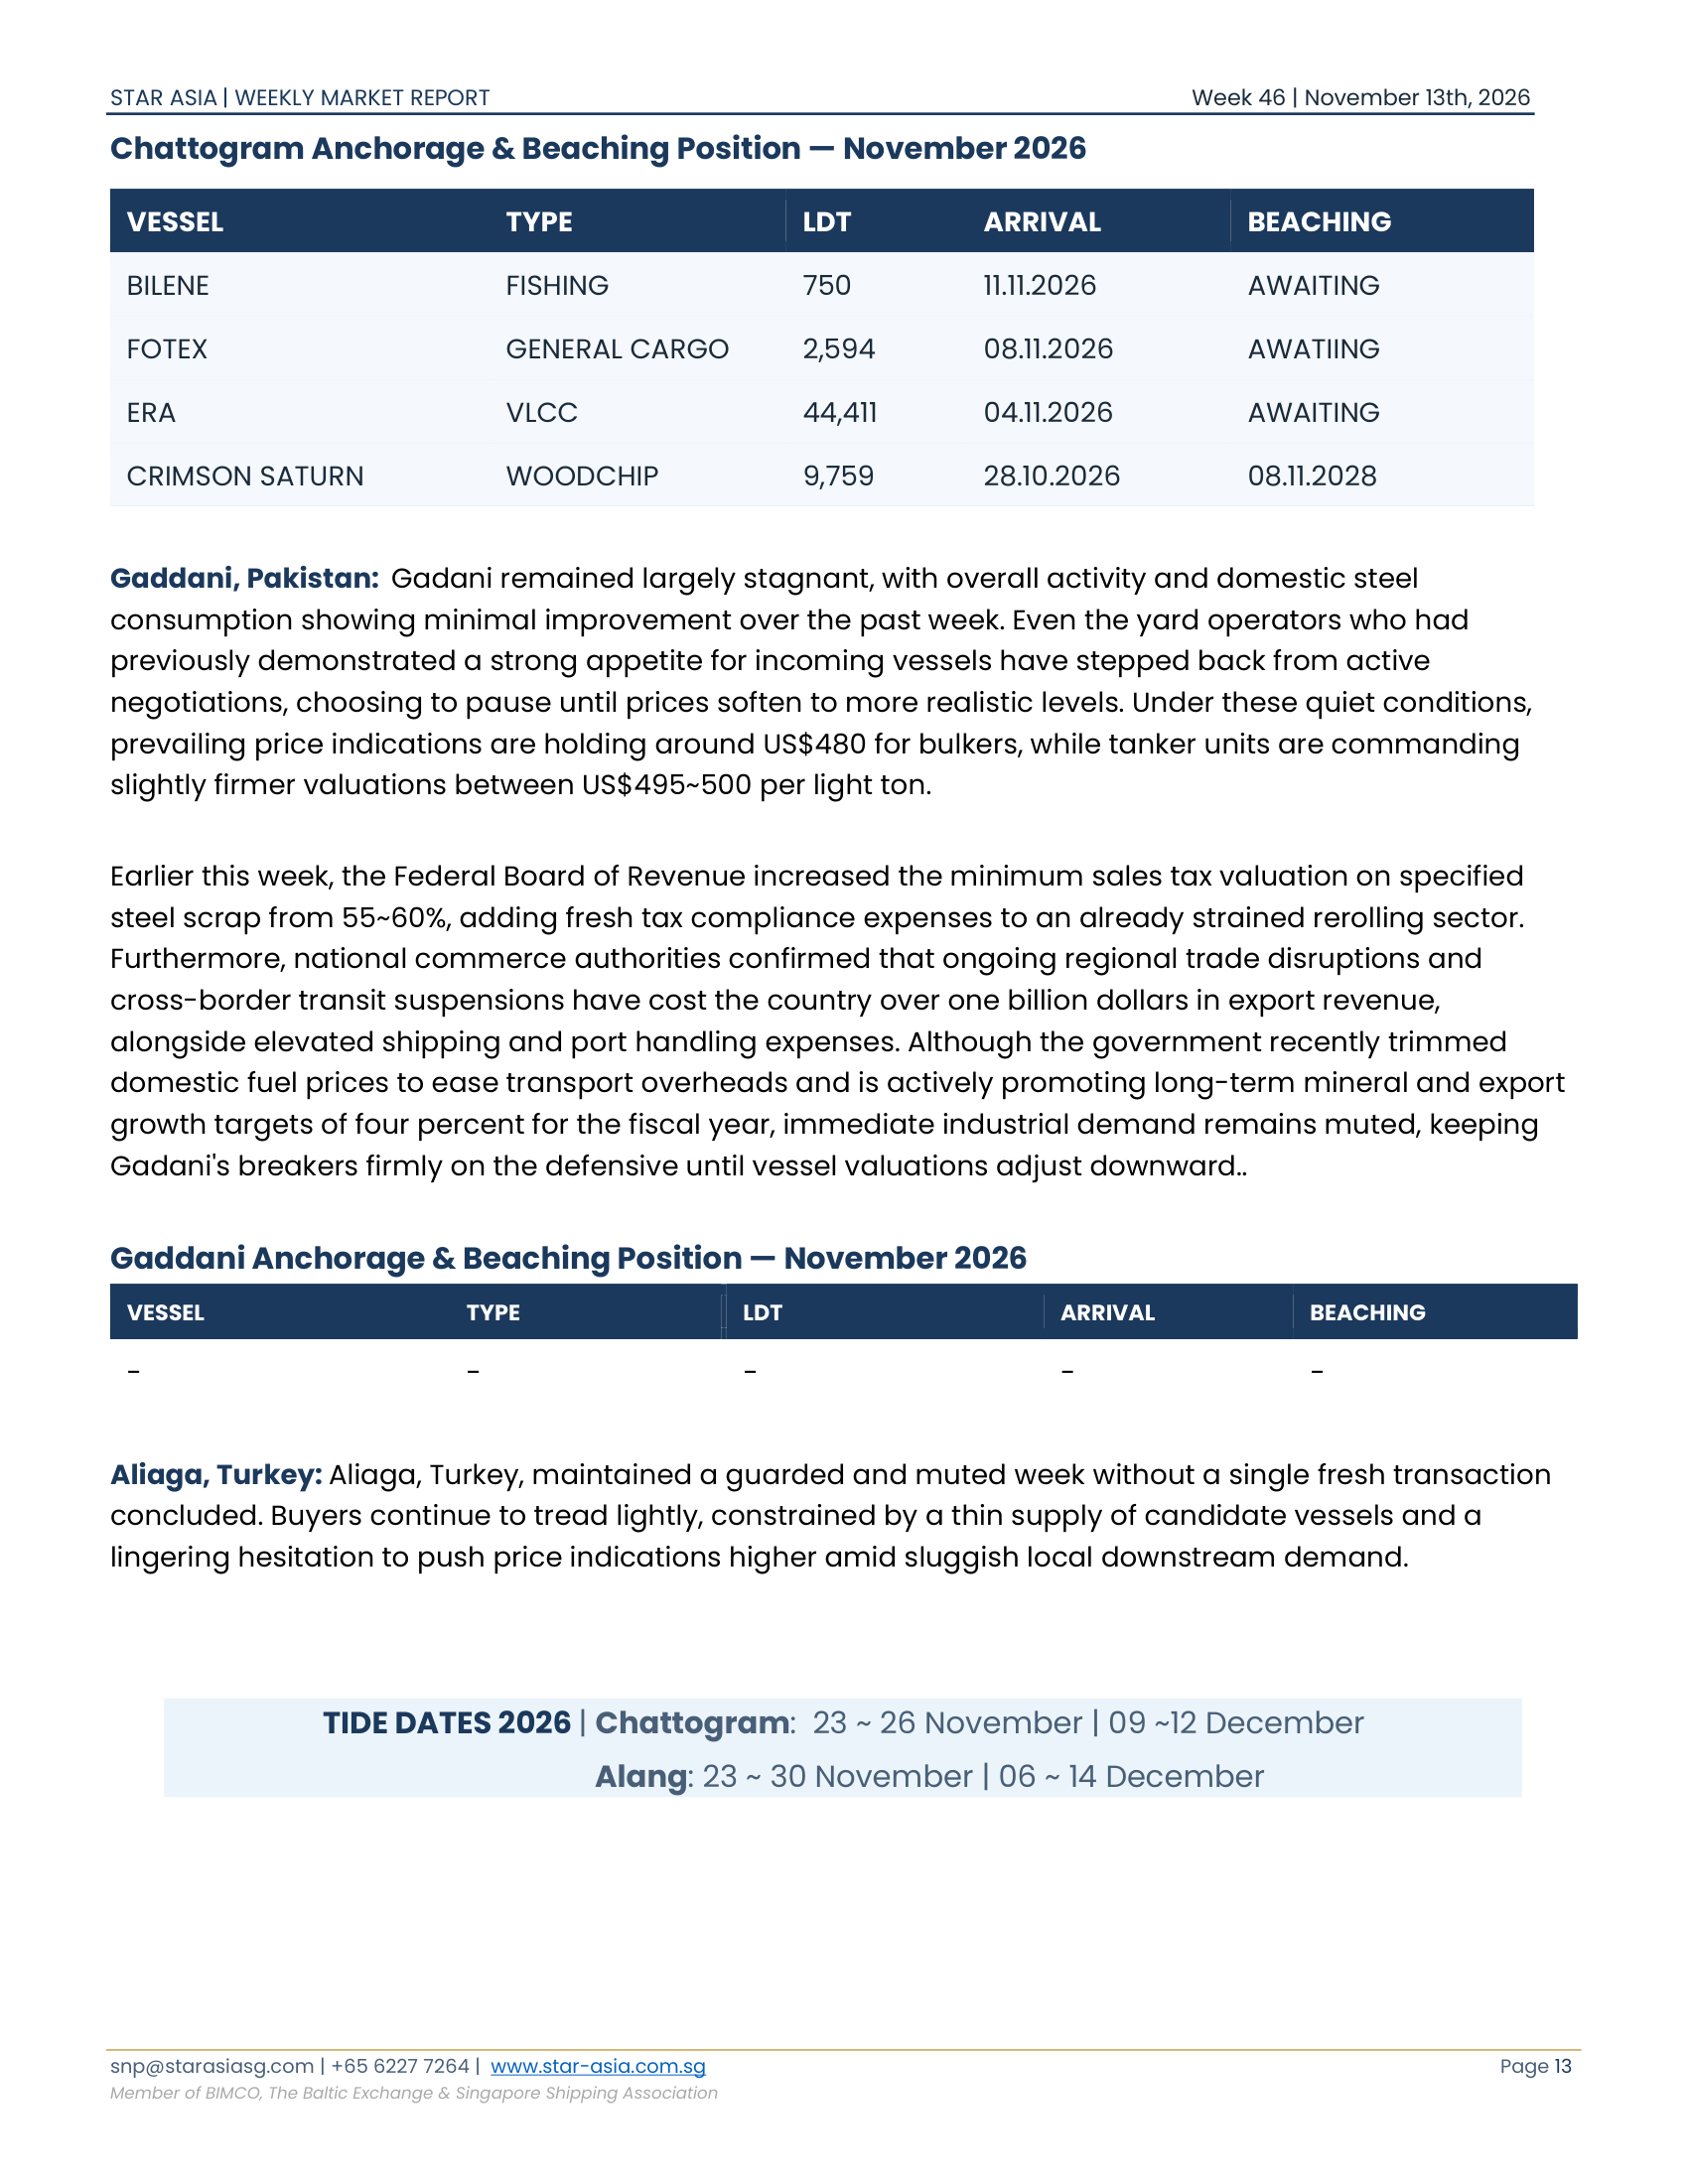 STAR ASIA | WEEKLY MARKET REPORT Week 46 | November 13th, 2026
Chattogram Anchorage & Beaching Position — November 2026
VESSEL TYPE LDT ARRIVAL BEACHING
BILENE FISHING 750 11.11.2026 AWAITING
FOTEX GENERAL CARGO 2,594 08.11.2026 AWATIING
ERA VLCC 44,411 04.11.2026 AWAITING
CRIMSON SATURN WOODCHIP 9,759 28.10.2026 08.11.2028
Gaddani, Pakistan: Gadani remained largely stagnant, with overall activity and domestic steel
consumption showing minimal improvement over the past week. Even the yard operators who had
previously demonstrated a strong appetite for incoming vessels have stepped back from active
negotiations, choosing to pause until prices soften to more realistic levels. Under these quiet conditions,
prevailing price indications are holding around US$480 for bulkers, while tanker units are commanding
slightly firmer valuations between US$495~500 per light ton.
Earlier this week, the Federal Board of Revenue increased the minimum sales tax valuation on specified
steel scrap from 55~60%, adding fresh tax compliance expenses to an already strained rerolling sector.
Furthermore, national commerce authorities confirmed that ongoing regional trade disruptions and
cross-border transit suspensions have cost the country over one billion dollars in export revenue,
alongside elevated shipping and port handling expenses. Although the government recently trimmed
domestic fuel prices to ease transport overheads and is actively promoting long-term mineral and export
growth targets of four percent for the fiscal year, immediate industrial demand remains muted, keeping
Gadani's breakers firmly on the defensive until vessel valuations adjust downward..
Gaddani Anchorage & Beaching Position — November 2026
VESSEL TYPE LDT ARRIVAL BEACHING
- - - - -
Aliaga, Turkey: Aliaga, Turkey, maintained a guarded and muted week without a single fresh transaction
concluded. Buyers continue to tread lightly, constrained by a thin supply of candidate vessels and a
lingering hesitation to push price indications higher amid sluggish local downstream demand.
TIDE DATES 2026 | Chattogram: 23 ~ 26 November | 09 ~12 December
Alang: 23 ~ 30 November | 06 ~ 14 December
snp@starasiasg.com | +65 6227 7264 | www.star-asia.com.sg Page 13
Member of BIMCO, The Baltic Exchange & Singapore Shipping Association